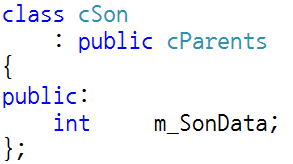 class cSon
    : public cParents
{
public:
    int     m_SonData;
};